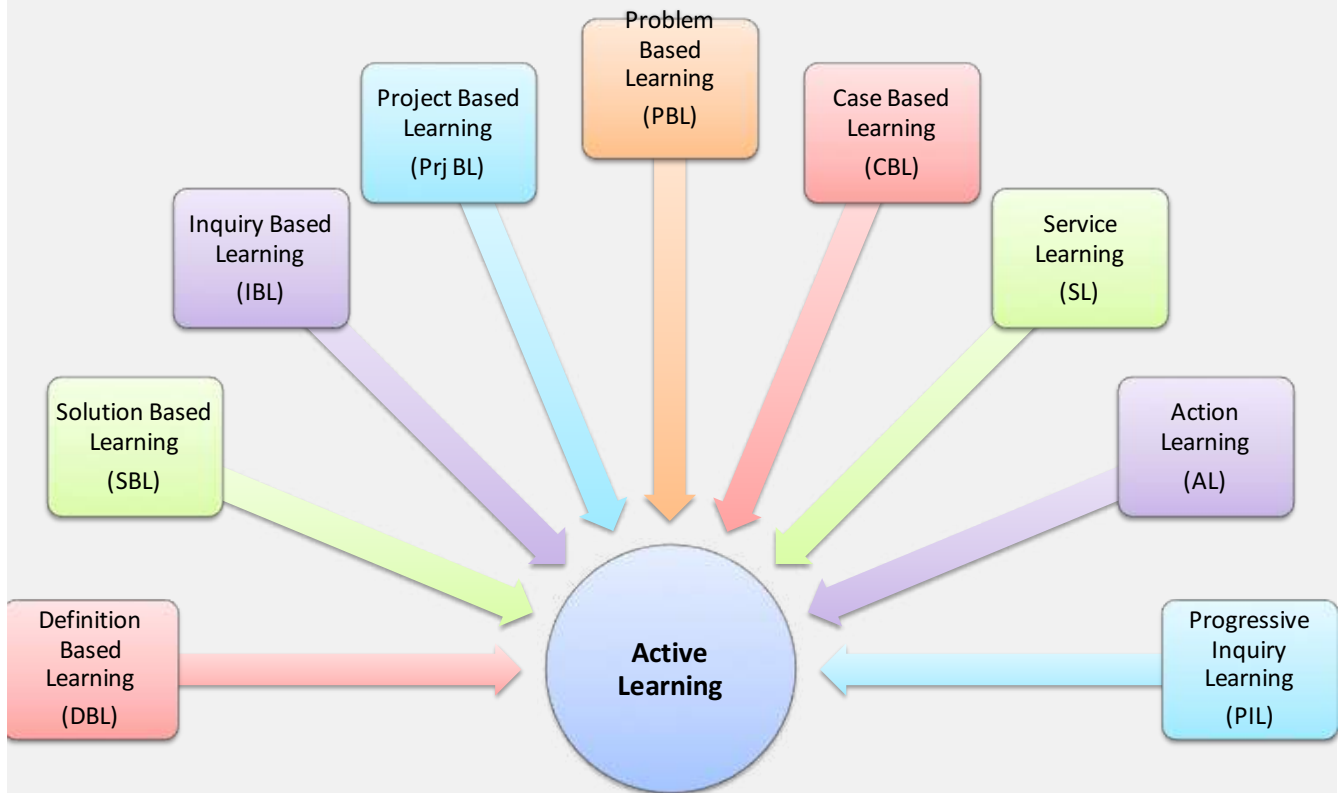 Problem
Based
Learning
(PBL)
Project Based
Learning
(Prj BL)
Case Based
Learning
(CBL)
Inquiry Based
Learning
(IBL)
Service
Learning
(SL)
Solution Based
Learning
(SBL)
Action
Learning
(AL)
Definition
Based
Learning
(DBL)
Active
Learning
Progressive
Inquiry
Learning
(PIL)